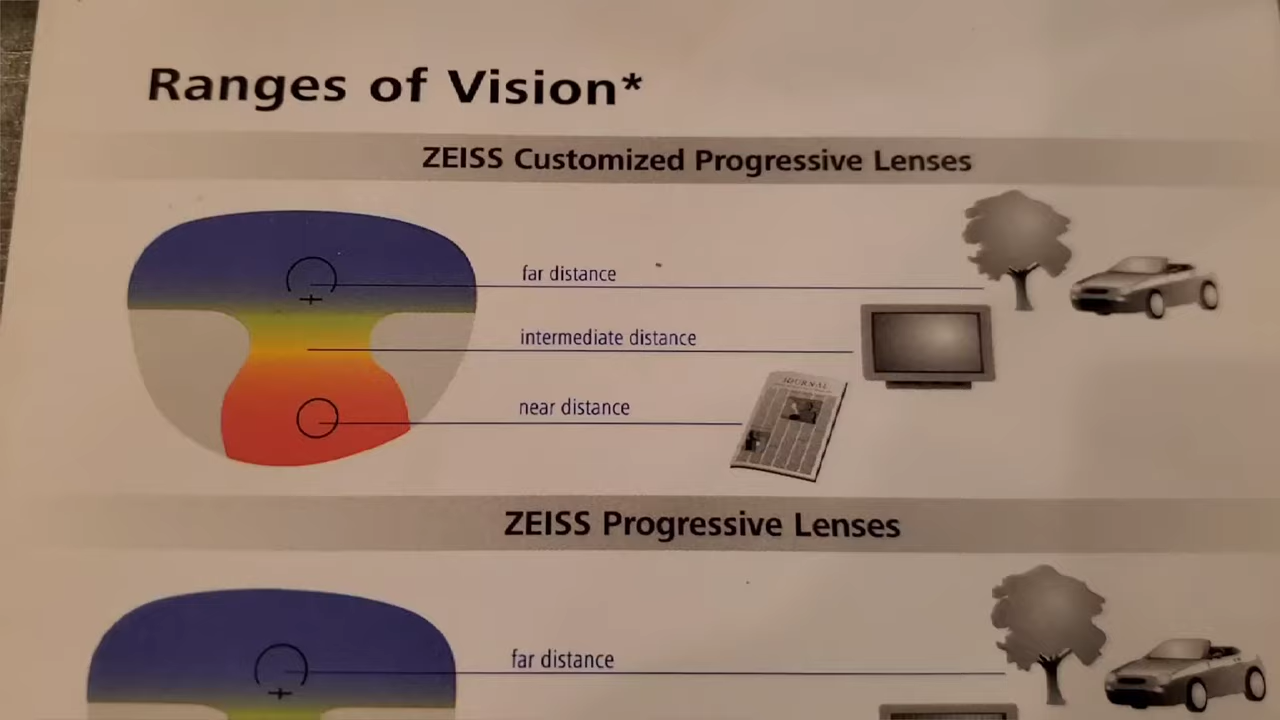 Ranges of Vision*
ZEISS Customized Progressive Lenses
far distance
intermediate distance
near distance
JOURNAL
ZEISS Progressive Lenses
far distance